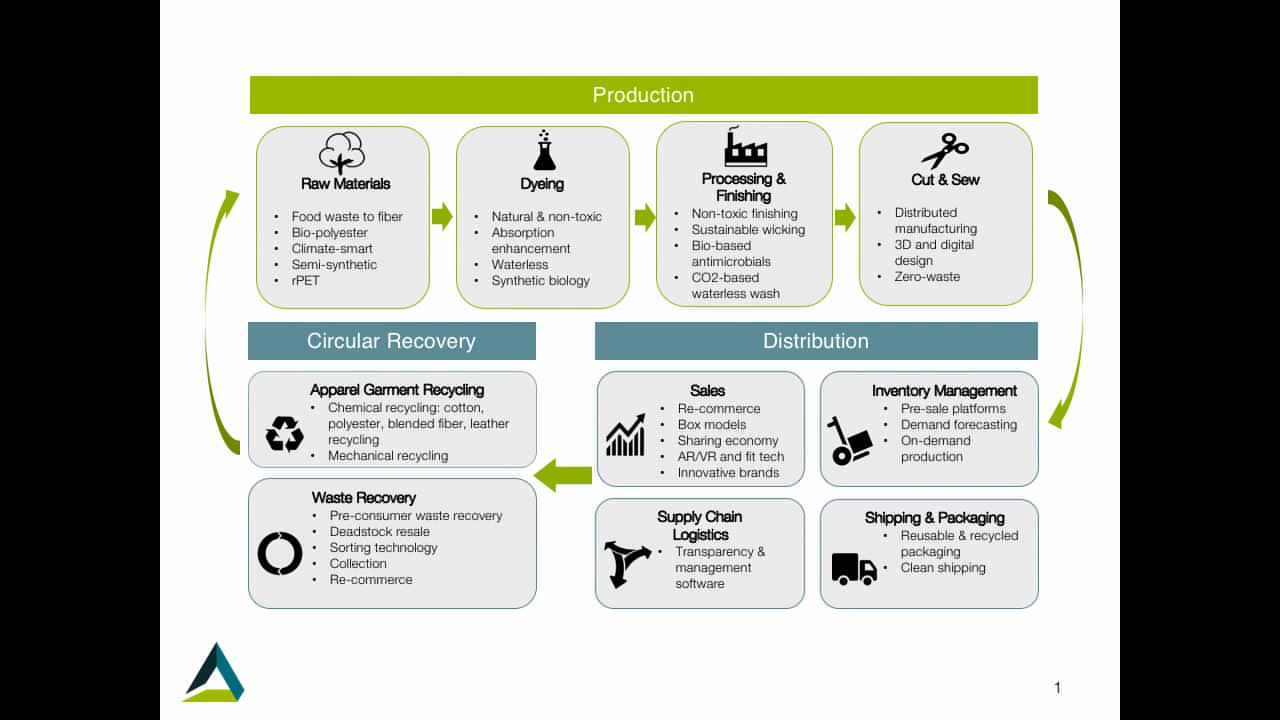 Production
Raw Materials
• Food waste to fiber
• Bio-polyester
• Climate-smart
• Semi-synthetic
• rPET
Dyeing
• Natural & non-toxic
• Absorption
enhancement
• Waterless
• Synthetic biology
Processing &
Finishing
• Non-toxic finishing
• Sustainable wicking
• Bio-based
antimicrobials
• CO2-based
waterless wash
Cut & Sew
• Distributed
manufacturing
• 3D and digital
design
• Zero-waste
Circular Recovery
Apparel Garment Recycling
• Chemical recycling: cotton,
polyester, blended fiber, leather
recycling
• Mechanical recycling
Waste Recovery
• Pre-consumer waste recovery
• Deadstock resale
• Sorting technology
• Collection
• Re-commerce
Distribution
Sales
• Re-commerce
• Box models
• Sharing economy
• AR/VR and fit tech
• Innovative brands
Inventory Management
• Pre-sale platforms
• Demand forecasting
• On-demand
production
Supply Chain
Logistics
• Transparency &
management
software
Shipping & Packaging
• Reusable & recycled
packaging
• Clean shipping
1